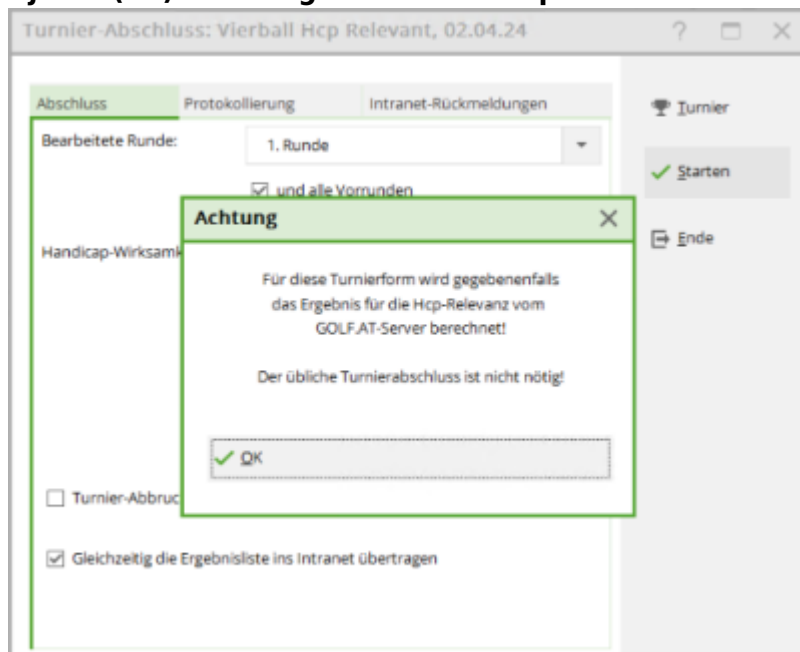 Turnier-Abschluss: Vierball Hcp Relevant, 02.04.24
Abschluss Protokollierung Intranet-Rückmeldungen
Turnier
Bearbeitete Runde: 1. Runde
Starten
und alle Vorrunden
Achtung
Ende
Handicap-Wirksamk
Für diese Turnierform wird gegebenenfalls
das Ergebnis für die Hcp-Relevanz vom
GOLF.AT-Server berechnet!
Der übliche Turnierabschluss ist nicht nötig!
OK
Turnier-Abbruc
Gleichzeitig die Ergebnisliste ins Intranet übertragen